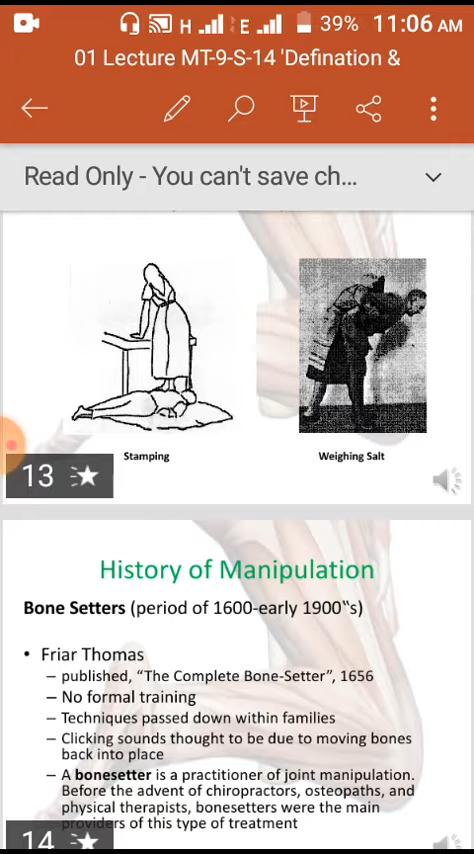 H E 39% 11:06 AM
01 Lecture MT-9-S-14 'Defination &
Read Only - You can't save ch...
Stamping
Weighing Salt
13
History of Manipulation
Bone Setters (period of 1600-early 1900‟s)
• Friar Thomas
– published, “The Complete Bone-Setter”, 1656
– No formal training
– Techniques passed down within families
– Clicking sounds thought to be due to moving bones
back into place
– A bonesetter is a practitioner of joint manipulation.
Before the advent of chiropractors, osteopaths, and
physical therapists, bonesetters were the main
providers of this type of treatment
14